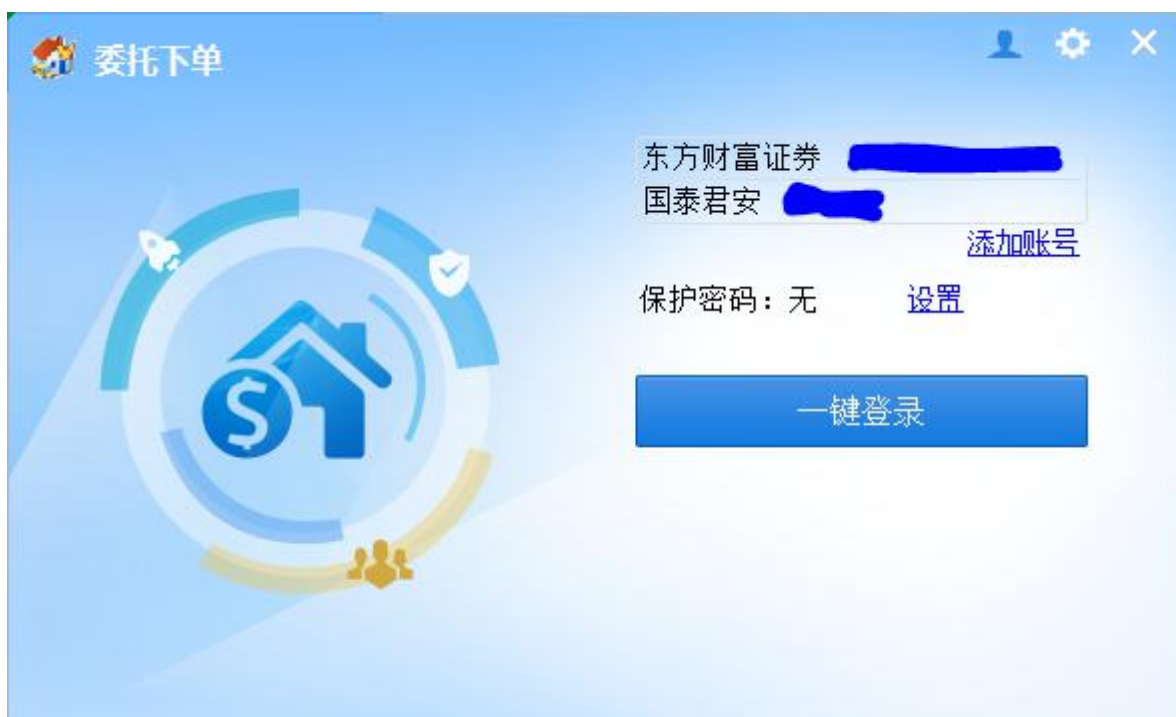 委托下单
东方财富证券
国泰君安
添加账号
保护密码：无 设置
一键登录